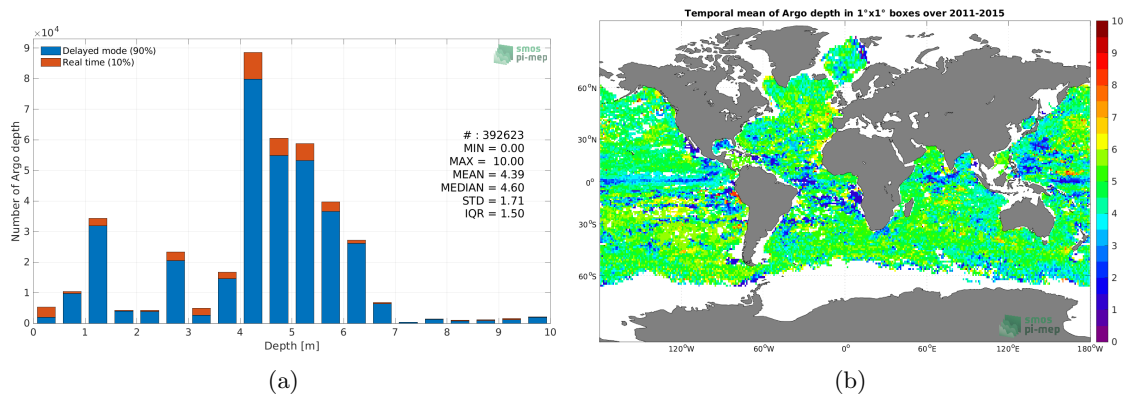 ×10⁴
9
8
7
6
5
4
3
2
1
0
Number of Argo depth
Delayed mode (90%)
Real time (10%)
smos
pi-mep
# : 392623
MIN = 0.00
MAX = 10.00
MEAN = 4.39
MEDIAN = 4.60
STD = 1.71
IQR = 1.50
0 1 2 3 4 5 6 7 8 9 10
Depth [m]
(a)
Temporal mean of Argo depth in 1°x1° boxes over 2011-2015
60°N
30°N
0°
30°S
60°S
120°W 60°W 0° 60°E 120°E 180°W
smos
pi-mep
10
9
8
7
6
5
4
3
2
1
0
(b)